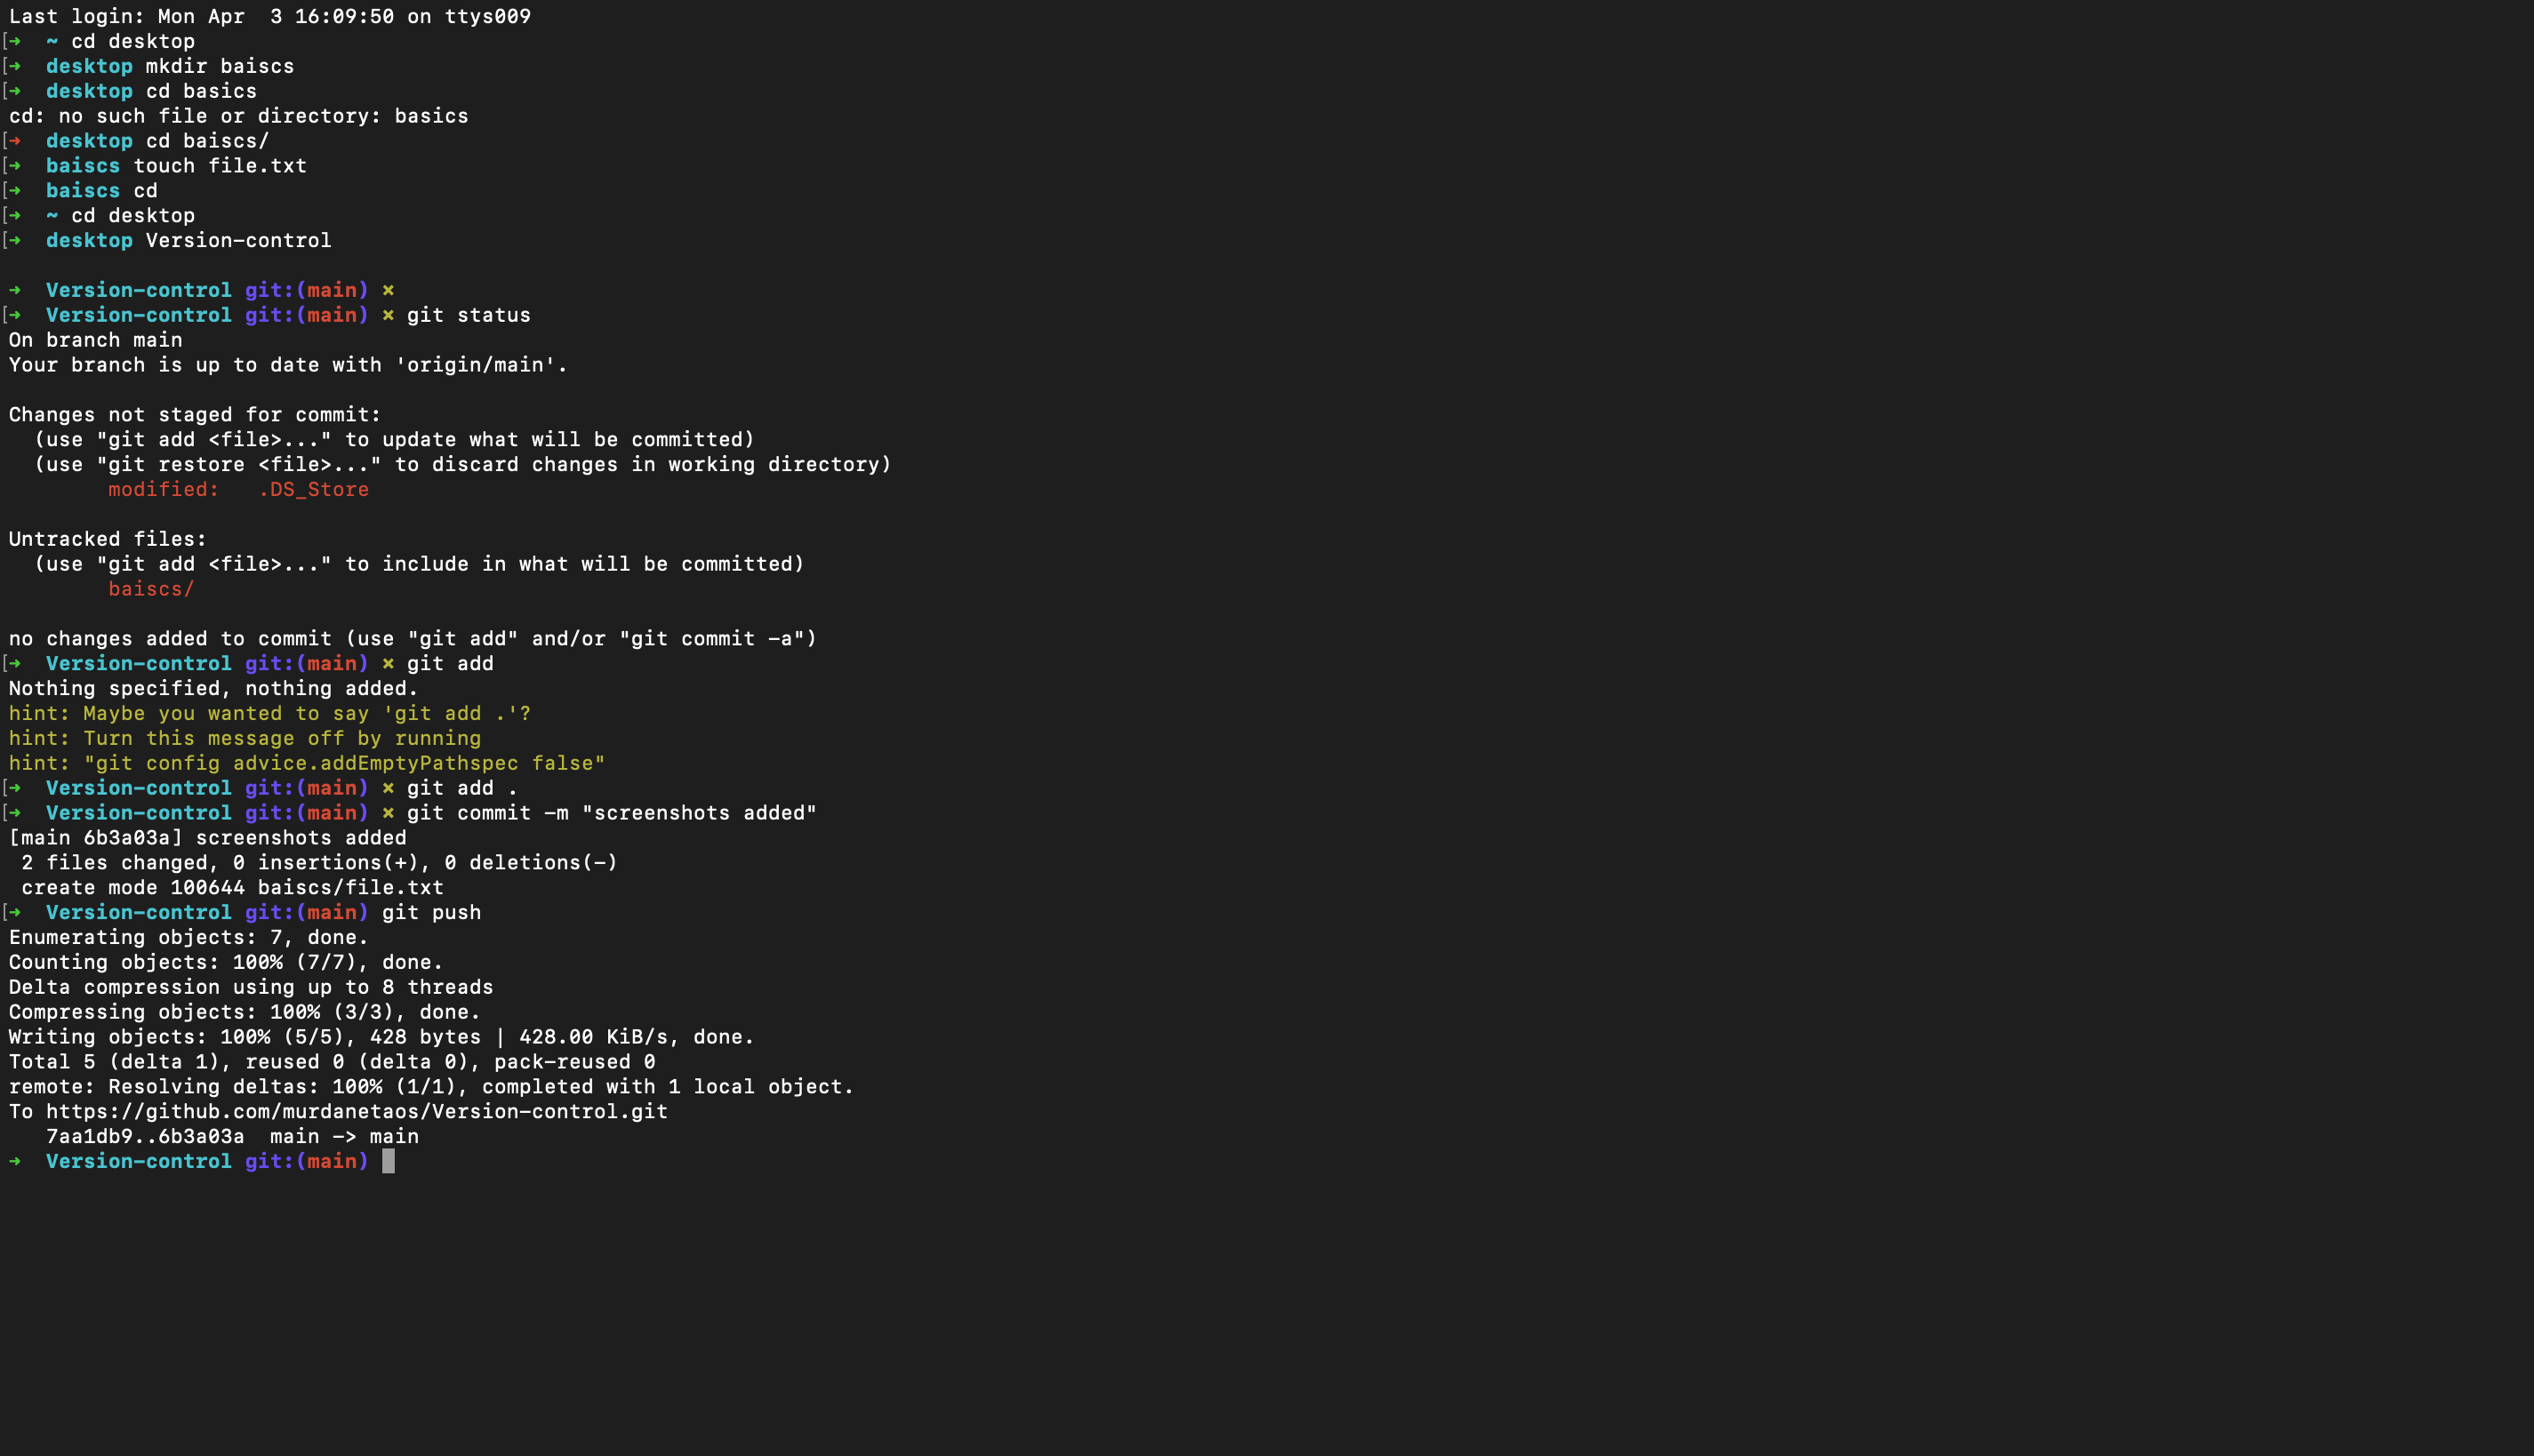 Last login: Mon Apr  3 16:09:50 on ttys009
[➜  ~ cd desktop
[➜  desktop mkdir baiscs
[➜  desktop cd basics
cd: no such file or directory: basics
[➜  desktop cd baiscs/
[➜  baiscs touch file.txt
[➜  baiscs cd
[➜  ~ cd desktop
[➜  desktop Version-control
➜  Version-control git:(main) ✗
[➜  Version-control git:(main) ✗ git status
On branch main
Your branch is up to date with 'origin/main'.
Changes not staged for commit:
  (use "git add <file>..." to update what will be committed)
  (use "git restore <file>..." to discard changes in working directory)
        modified:   .DS_Store
Untracked files:
  (use "git add <file>..." to include in what will be committed)
        baiscs/
no changes added to commit (use "git add" and/or "git commit -a")
[➜  Version-control git:(main) ✗ git add
Nothing specified, nothing added.
hint: Maybe you wanted to say 'git add .'?
hint: Turn this message off by running
hint: "git config advice.addEmptyPathspec false"
[➜  Version-control git:(main) ✗ git add .
[➜  Version-control git:(main) ✗ git commit -m "screenshots added"
[main 6b3a03a] screenshots added
 2 files changed, 0 insertions(+), 0 deletions(-)
 create mode 100644 baiscs/file.txt
[➜  Version-control git:(main) git push
Enumerating objects: 7, done.
Counting objects: 100% (7/7), done.
Delta compression using up to 8 threads
Compressing objects: 100% (3/3), done.
Writing objects: 100% (5/5), 428 bytes | 428.00 KiB/s, done.
Total 5 (delta 1), reused 0 (delta 0), pack-reused 0
remote: Resolving deltas: 100% (1/1), completed with 1 local object.
To https://github.com/murdanetaos/Version-control.git
   7aa1db9..6b3a03a  main -> main
➜  Version-control git:(main)